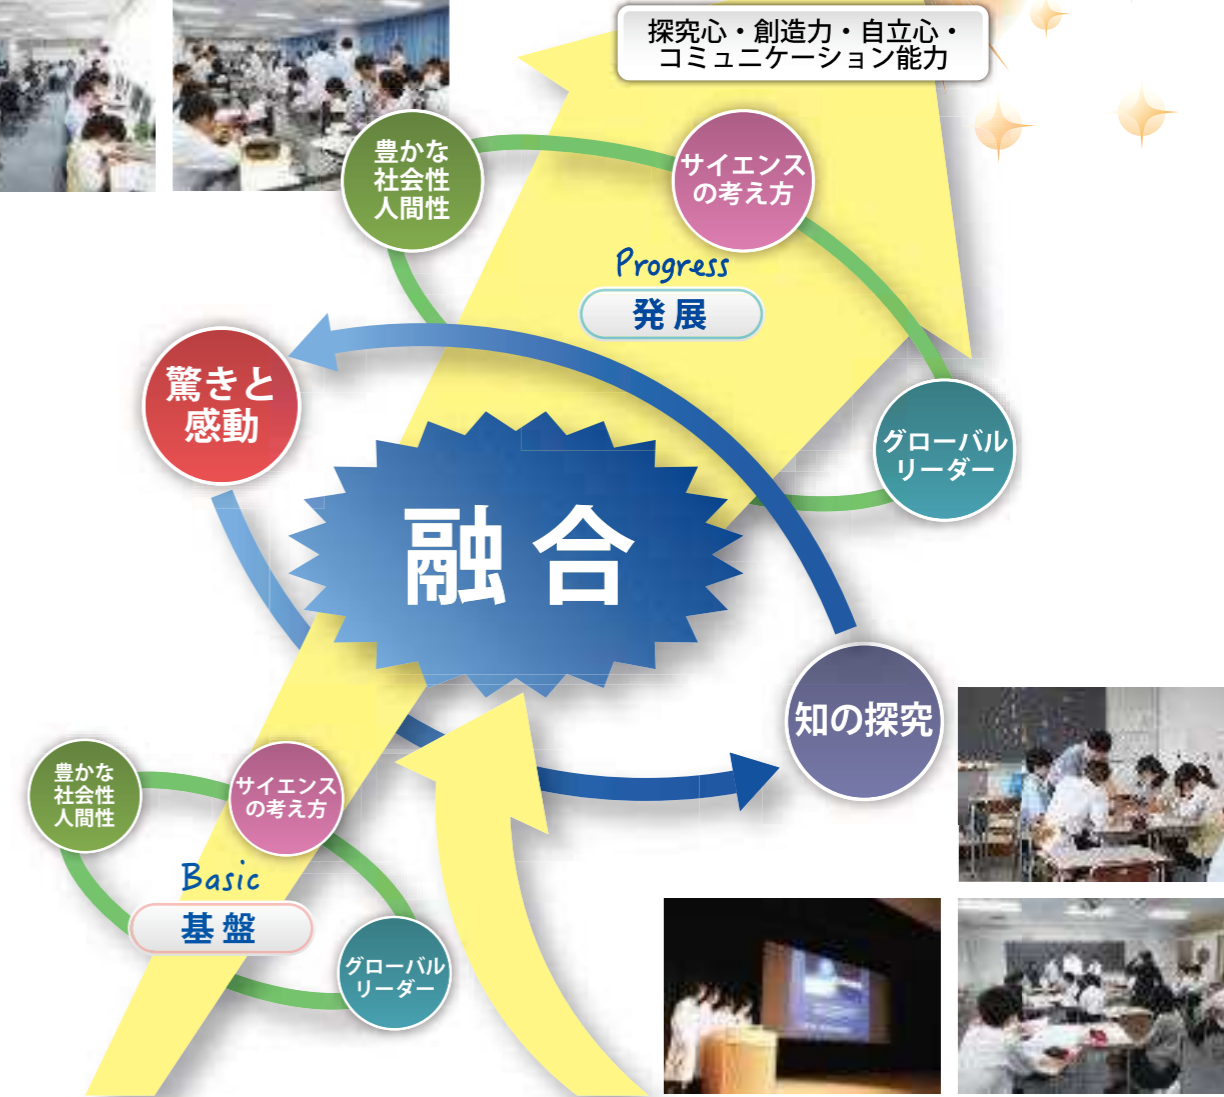 探究心・創造力・自立心・
コミュニケーション能力
豊かな
社会性
人間性
サイエンス
の考え方
Progress
発展
驚きと
感動
グローバル
リーダー
融合
知の探究
豊かな
社会性
人間性
サイエンス
の考え方
Basic
基盤
グローバル
リーダー